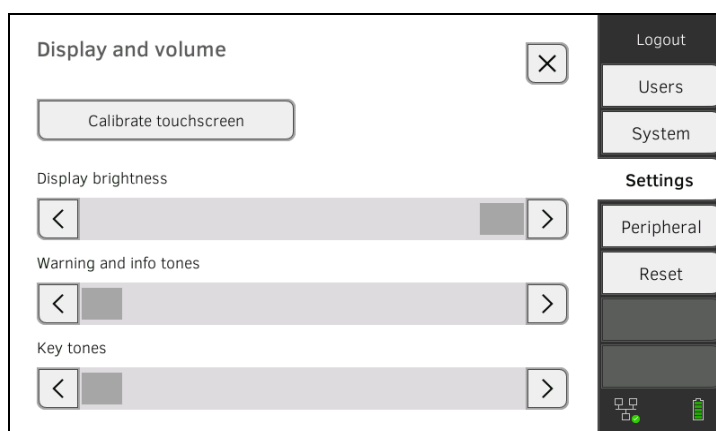 Display and volume
Calibrate touchscreen
Display brightness
Warning and info tones
Key tones
Logout
Users
System
Settings
Peripheral
Reset